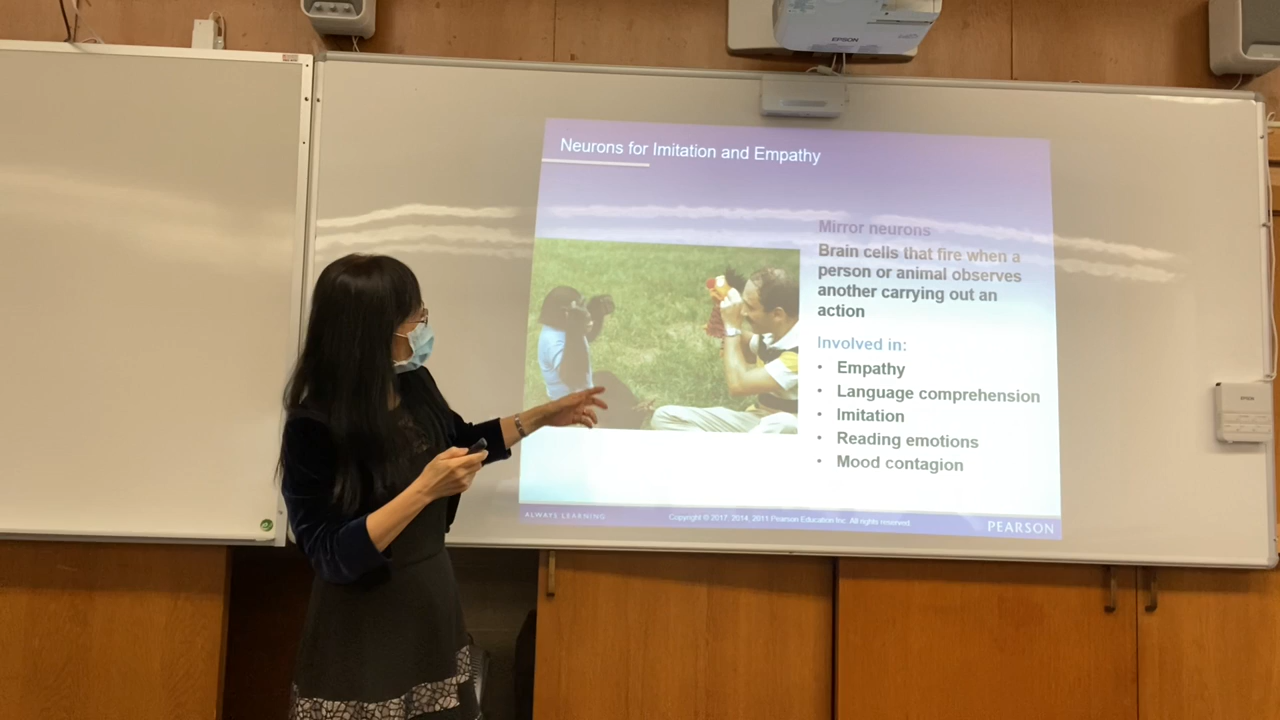 EPSON
Neurons for Imitation and Empathy
Mirror neurons
Brain cells that fire when a
person or animal observes
another carrying out an
action
Involved in:
• Empathy
• Language comprehension
• Imitation
• Reading emotions
• Mood contagion
EPSON
ALWAYS LEARNING
Copyright © 2017, 2014, 2011 Pearson Education Inc. All rights reserved
PEARSON